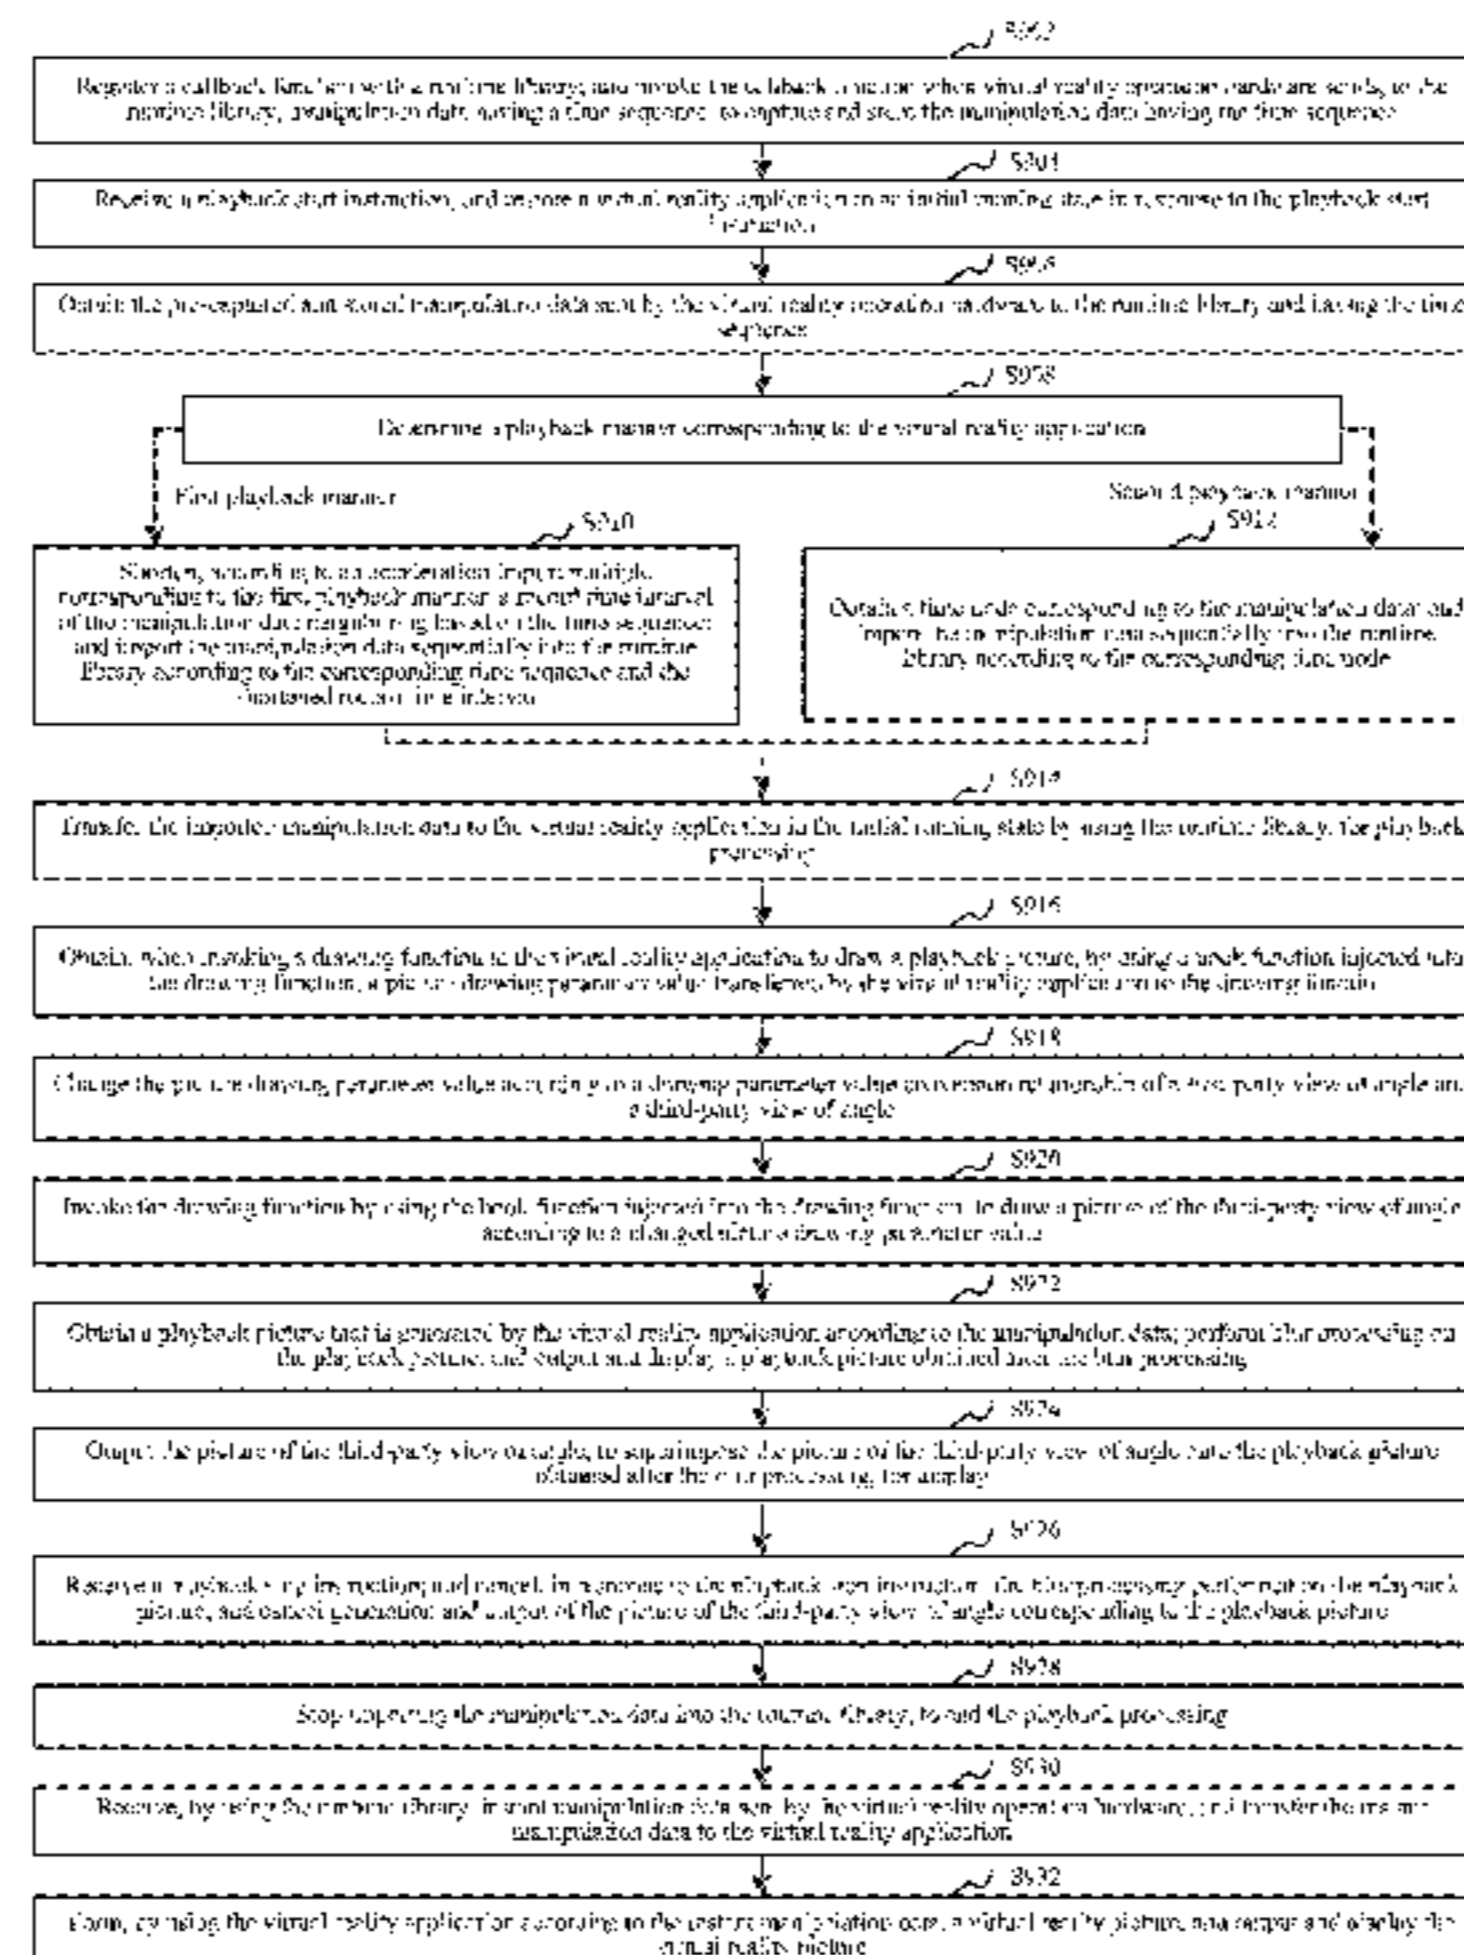 S902
Register a callback function with a runtime library, and invoke the callback function when virtual reality operation hardware sends, to the
runtime library, manipulation data having a time sequence, to capture and store the manipulation data having the time sequence
S904
Receive a playback start instruction, and restore a virtual reality application to an initial running state in response to the playback start
instruction
S906
Obtain the pre-captured and stored manipulation data sent by the virtual reality operation hardware to the runtime library and having the time
sequence
S908
Determine a playback manner corresponding to the virtual reality application
First playback manner
Second playback manner
S910
S912
Shorten, according to an acceleration import multiple
corresponding to the first playback manner, a record time interval
of the manipulation data neighboring based on the time sequence;
and import the manipulation data sequentially into the runtime
library according to the corresponding time sequence and the
shortened record time interval
Obtain a time node corresponding to the manipulation data; and
import the manipulation data sequentially into the runtime
library according to the corresponding time node
S914
Transfer the imported manipulation data to the virtual reality application in the initial running state by using the runtime library, for playback
processing
S916
Obtain, when invoking a drawing function in the virtual reality application to draw a playback picture, by using a hook function injected into
the drawing function, a picture drawing parameter value transferred by the virtual reality application to the drawing function
S918
Change the picture drawing parameter value according to a drawing parameter value conversion relationship of a first-party view of angle and
a third-party view of angle
S920
Invoke the drawing function by using the hook function injected into the drawing function, to draw a picture of the third-party view of angle
according to a changed picture drawing parameter value
S922
Obtain a playback picture that is generated by the virtual reality application according to the manipulation data; perform blur processing on
the playback picture; and output and display a playback picture obtained after the blur processing
S924
Output the picture of the third-party view of angle, to superimpose the picture of the third-party view of angle onto the playback picture
obtained after the blur processing, for display
S926
Receive a playback stop instruction; and cancel, in response to the playback stop instruction, the blur processing performed on the playback
picture, and cancel generation and output of the picture of the third-party view of angle corresponding to the playback picture
S928
Stop importing the manipulation data into the runtime library, to end the playback processing
S930
Receive, by using the runtime library, instant manipulation data sent by the virtual reality operation hardware, and transfer the instant
manipulation data to the virtual reality application
S932
Form, by using the virtual reality application according to the instant manipulation data, a virtual reality picture, and output and display the
virtual reality picture